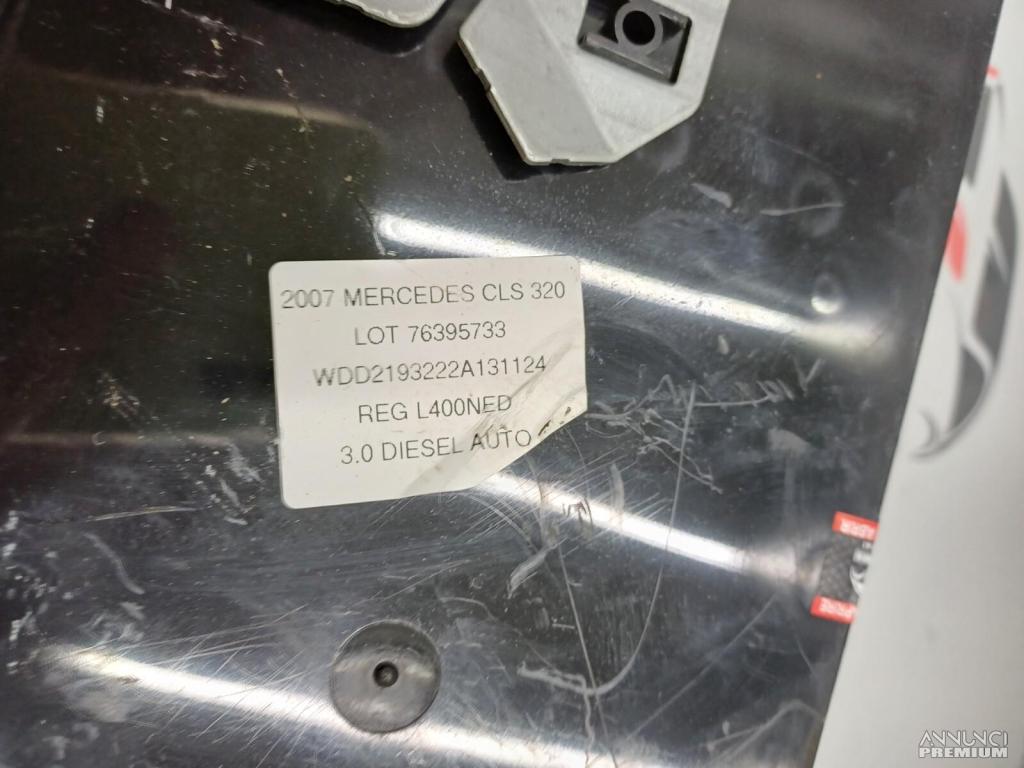 2007 MERCEDES CLS 320
LOT 76395733
WDD2193222A131124
REG L400NED
3.0 DIESEL AUTO
ANNUNCI
PREMIUM